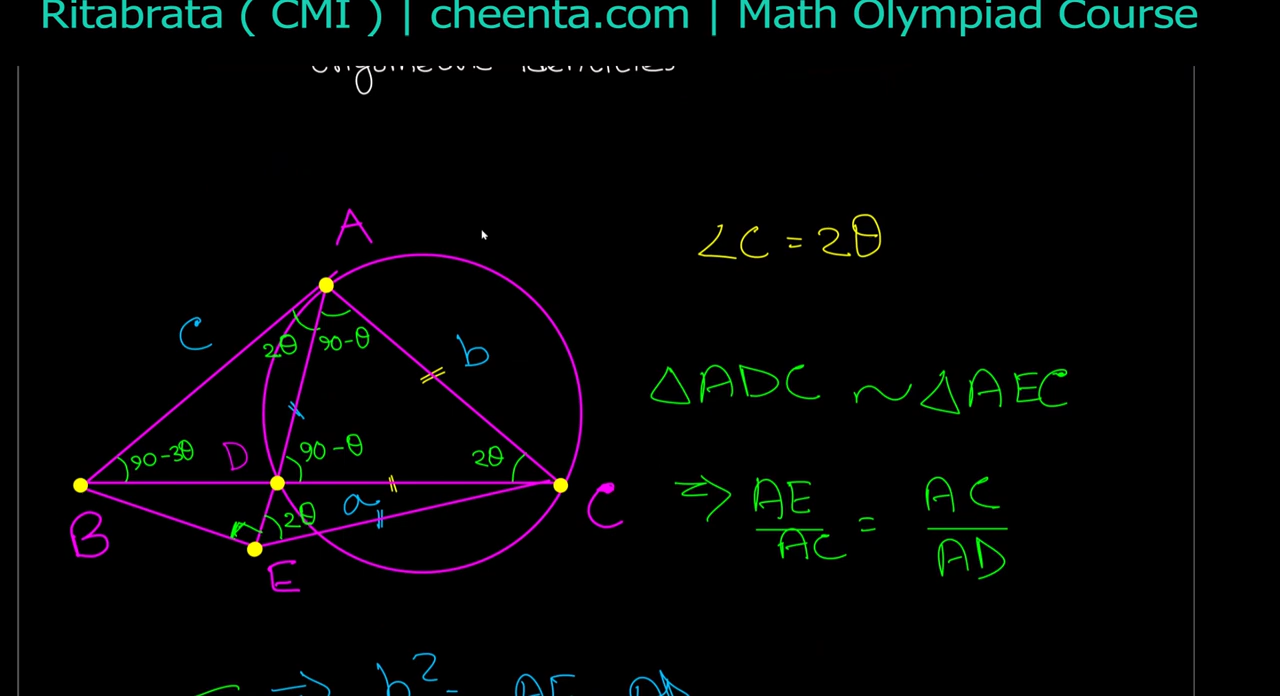 Ritabrata ( CMI ) | cheenta.com | Math Olympiad Course
A
∠C = 2θ
c
2θ 90-θ
b
△ADC ~ △AEC
90-3θ
D
90-θ
2θ
a
C
⇒ AE/AC = AC/AD
B
2θ
E
⇒ b² =